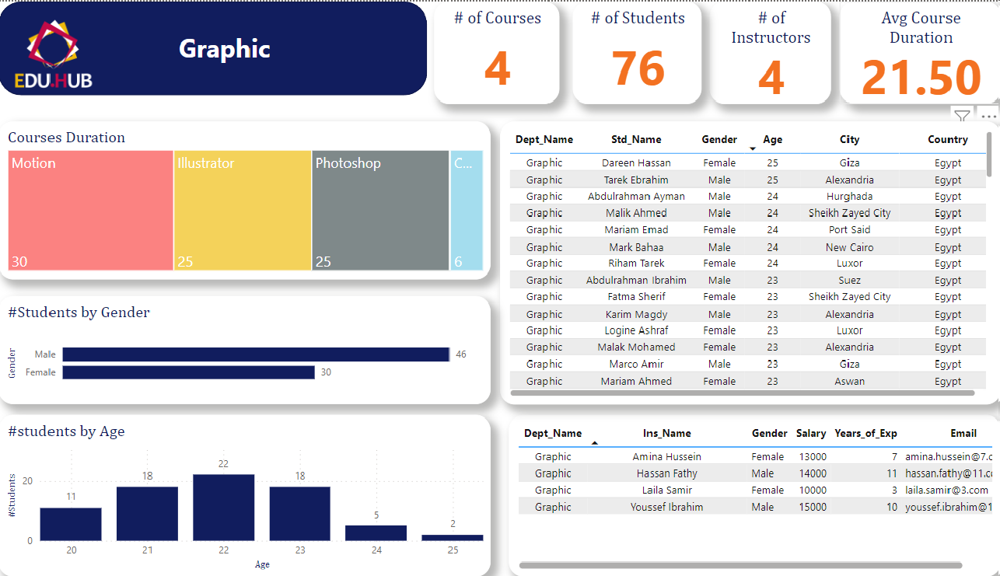 EDU.HUB
Graphic
# of Courses
4
# of Students
76
# of
Instructors
4
Avg Course
Duration
21.50
Courses Duration
Motion
30
Illustrator
25
Photoshop
25
C...
6
#Students by Gender
Gender
Male 46
Female 30
#students by Age
#Students
20
0
11
18
22
18
5
2
20 21 22 23 24 25
Age
Dept_Name Std_Name Gender Age City Country
Graphic Dareen Hassan Female 25 Giza Egypt
Graphic Tarek Ebrahim Male 25 Alexandria Egypt
Graphic Abdulrahman Ayman Male 24 Hurghada Egypt
Graphic Malik Ahmed Male 24 Sheikh Zayed City Egypt
Graphic Mariam Emad Female 24 Port Said Egypt
Graphic Mark Bahaa Male 24 New Cairo Egypt
Graphic Riham Tarek Female 24 Luxor Egypt
Graphic Abdulrahman Ibrahim Male 23 Suez Egypt
Graphic Fatma Sherif Female 23 Sheikh Zayed City Egypt
Graphic Karim Magdy Male 23 Alexandria Egypt
Graphic Logine Ashraf Female 23 Luxor Egypt
Graphic Malak Mohamed Female 23 Alexandria Egypt
Graphic Marco Amir Male 23 Giza Egypt
Graphic Mariam Ahmed Female 23 Aswan Egypt
Dept_Name Ins_Name Gender Salary Years_of_Exp Email
Graphic Amina Hussein Female 13000 7 amina.hussein@7.c
Graphic Hassan Fathy Male 14000 11 hassan.fathy@11.co
Graphic Laila Samir Female 10000 3 laila.samir@3.com
Graphic Youssef Ibrahim Male 15000 10 youssef.ibrahim@1